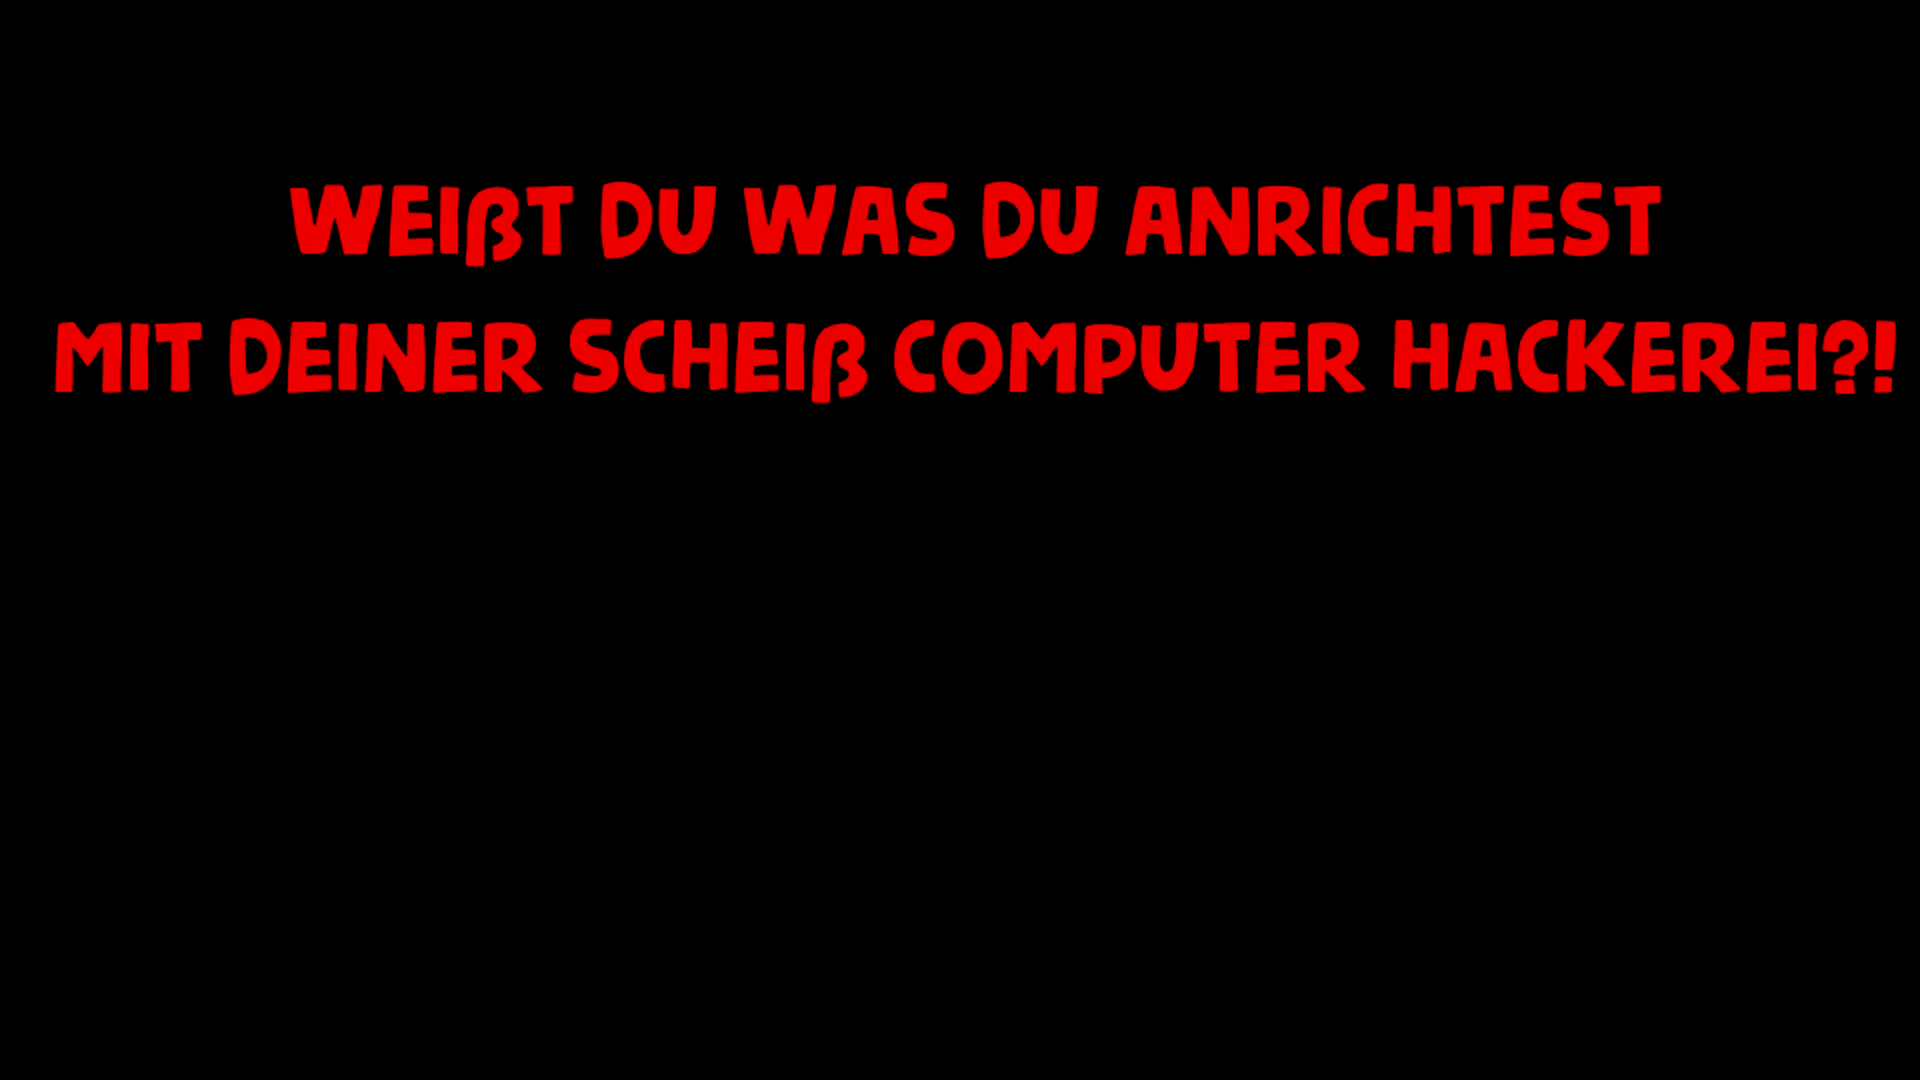 WEIßT DU WAS DU ANRICHTEST
MIT DEINER SCHEIß COMPUTER HACKEREI?!